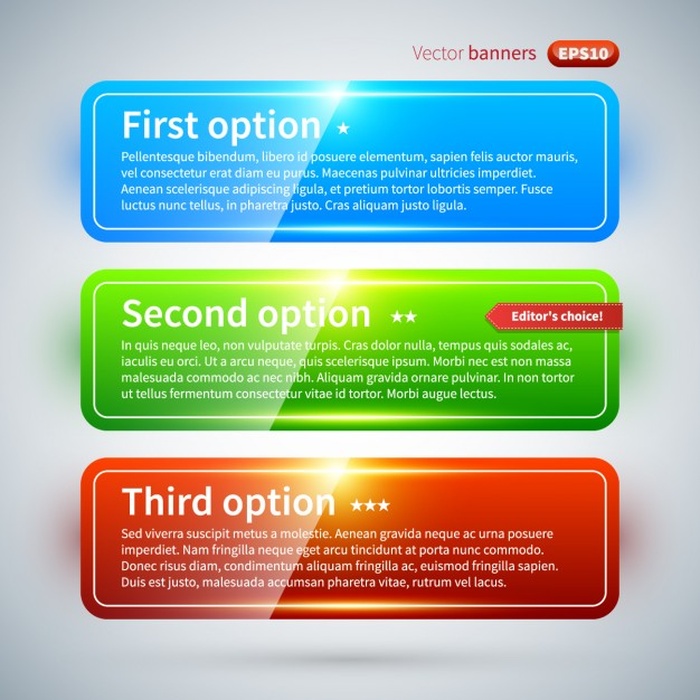 Vector banners EPS10
First option
Pellentesque bibendum, libero id posuere elementum, sapien felis auctor mauris,
vel consectetur erat diam eu purus. Maecenas pulvinar ultricies imperdiet.
Aenean scelerisque adipiscing ligula, et pretium tortor lobortis semper. Fusce
luctus nunc tellus, in pharetra justo. Cras aliquam justo ligula.
Second option
Editor's choice!
In quis neque leo, non vulputate turpis. Cras dolor nulla, tempus quis sodales ac,
iaculis eu orci. Ut a arcu neque, quis scelerisque ipsum. Morbi nec est non massa
malesuada commodo ac nec nibh. Aliquam gravida ornare pulvinar. In non tortor
ut tellus fermentum consectetur vitae id tortor. Morbi augue lectus.
Third option
Sed viverra suscipit metus a molestie. Aenean gravida neque ac urna posuere
imperdiet. Nam fringilla neque eget arcu tincidunt at porta nunc commodo.
Donec risus diam, condimentum aliquam fringilla ac, euismod fringilla sapien.
Duis est justo, malesuada accumsan pharetra vitae, rutrum vel lacus.